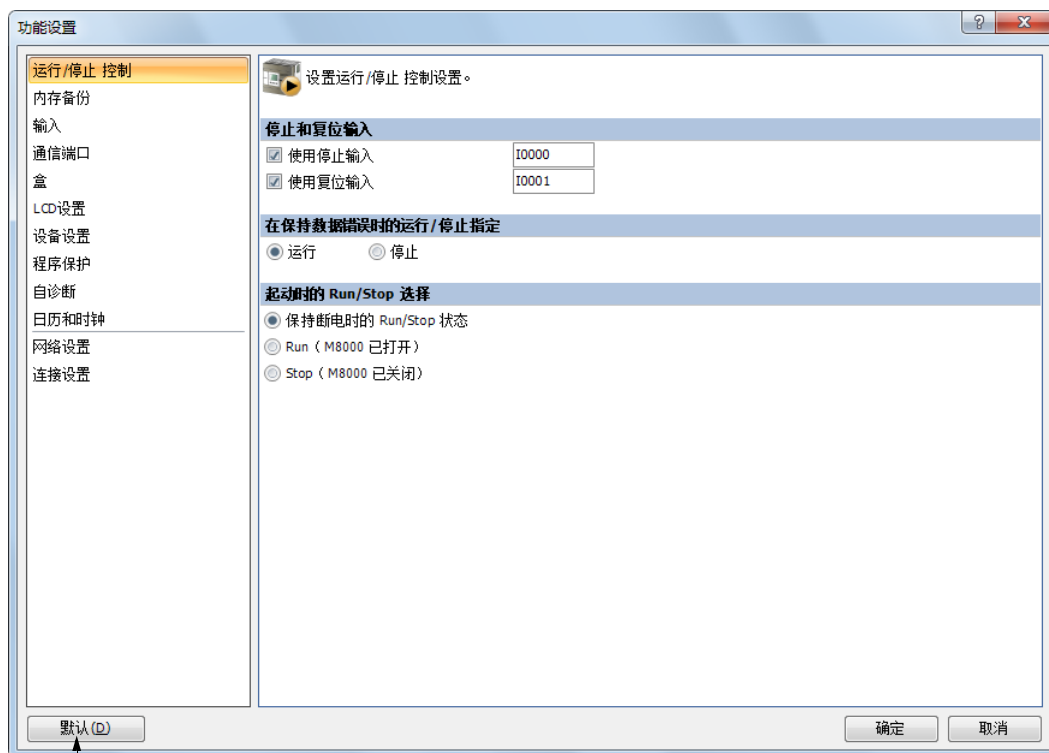 功能设置
运行/停止 控制
内存备份
输入
通信端口
盒
LCD设置
设备设置
程序保护
自诊断
日历和时钟
网络设置
连接设置
设置运行/停止 控制设置。
停止和复位输入
使用停止输入 I0000
使用复位输入 I0001
在保持数据错误时的运行/停止指定
运行 停止
起动时的 Run/Stop 选择
保持断电时的 Run/Stop 状态
Run ( M8000 已打开)
Stop ( M8000 已关闭)
默认(D) 确定 取消